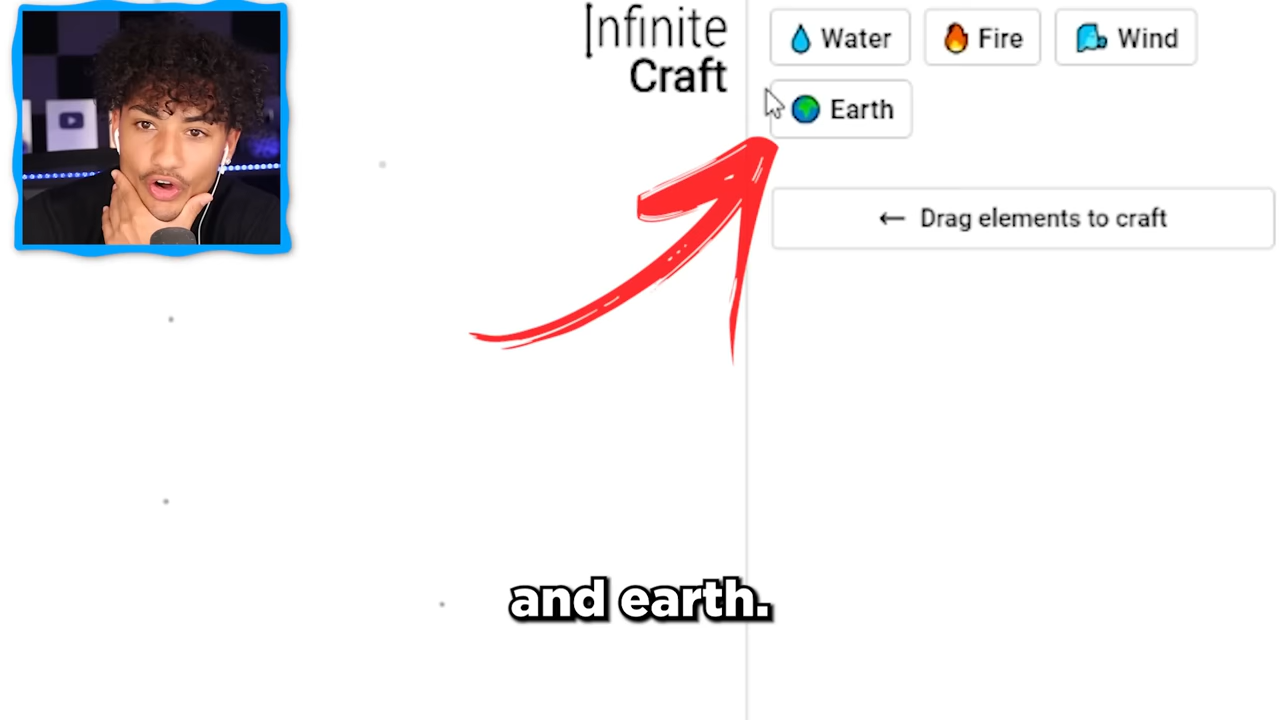 Infinite
Craft
Water
Fire
Wind
Earth
← Drag elements to craft
and earth.